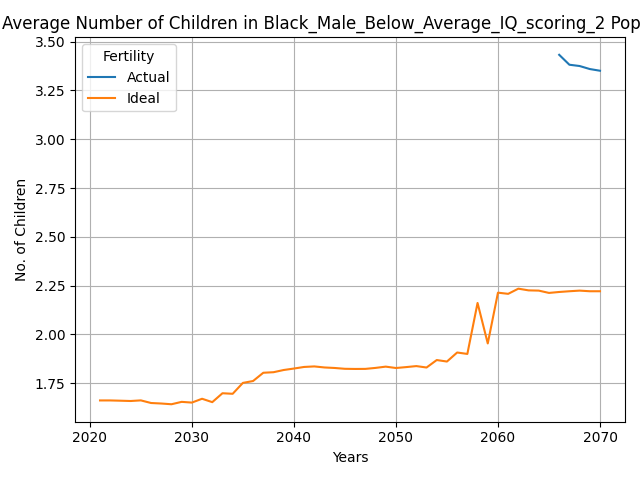 Average Number of Children in Black_Male_Below_Average_IQ_scoring_2 Pop
Fertility
Actual
Ideal
3.50
3.25
3.00
2.75
2.50
2.25
2.00
1.75
No. of Children
2020
2030
2040
2050
2060
2070
Years